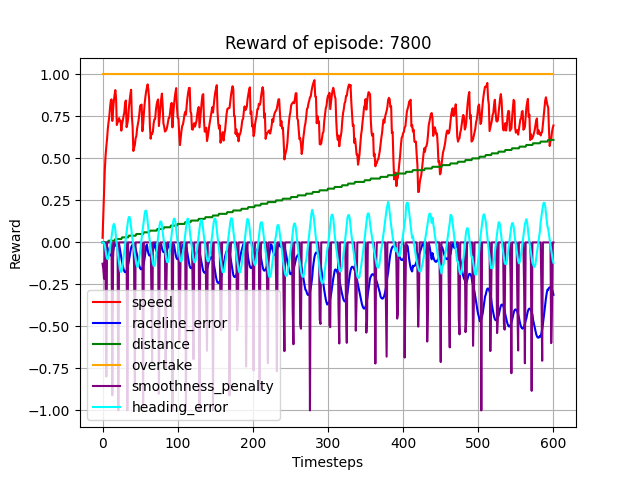 Reward of episode: 7800
Reward
1.00
0.75
0.50
0.25
0.00
−0.25
−0.50
−0.75
−1.00
speed
raceline_error
distance
overtake
smoothness_penalty
heading_error
0 100 200 300 400 500 600
Timesteps